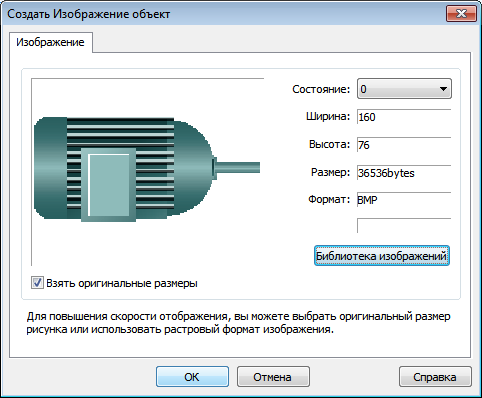 Создать Изображение объект
Изображение
Состояние: 0
Ширина: 160
Высота: 76
Размер: 36536bytes
Формат: BMP
Библиотека изображений
Взять оригинальные размеры
Для повышения скорости отображения, вы можете выбрать оригинальный размер
рисунка или использовать растровый формат изображения.
OK
Отмена
Справка